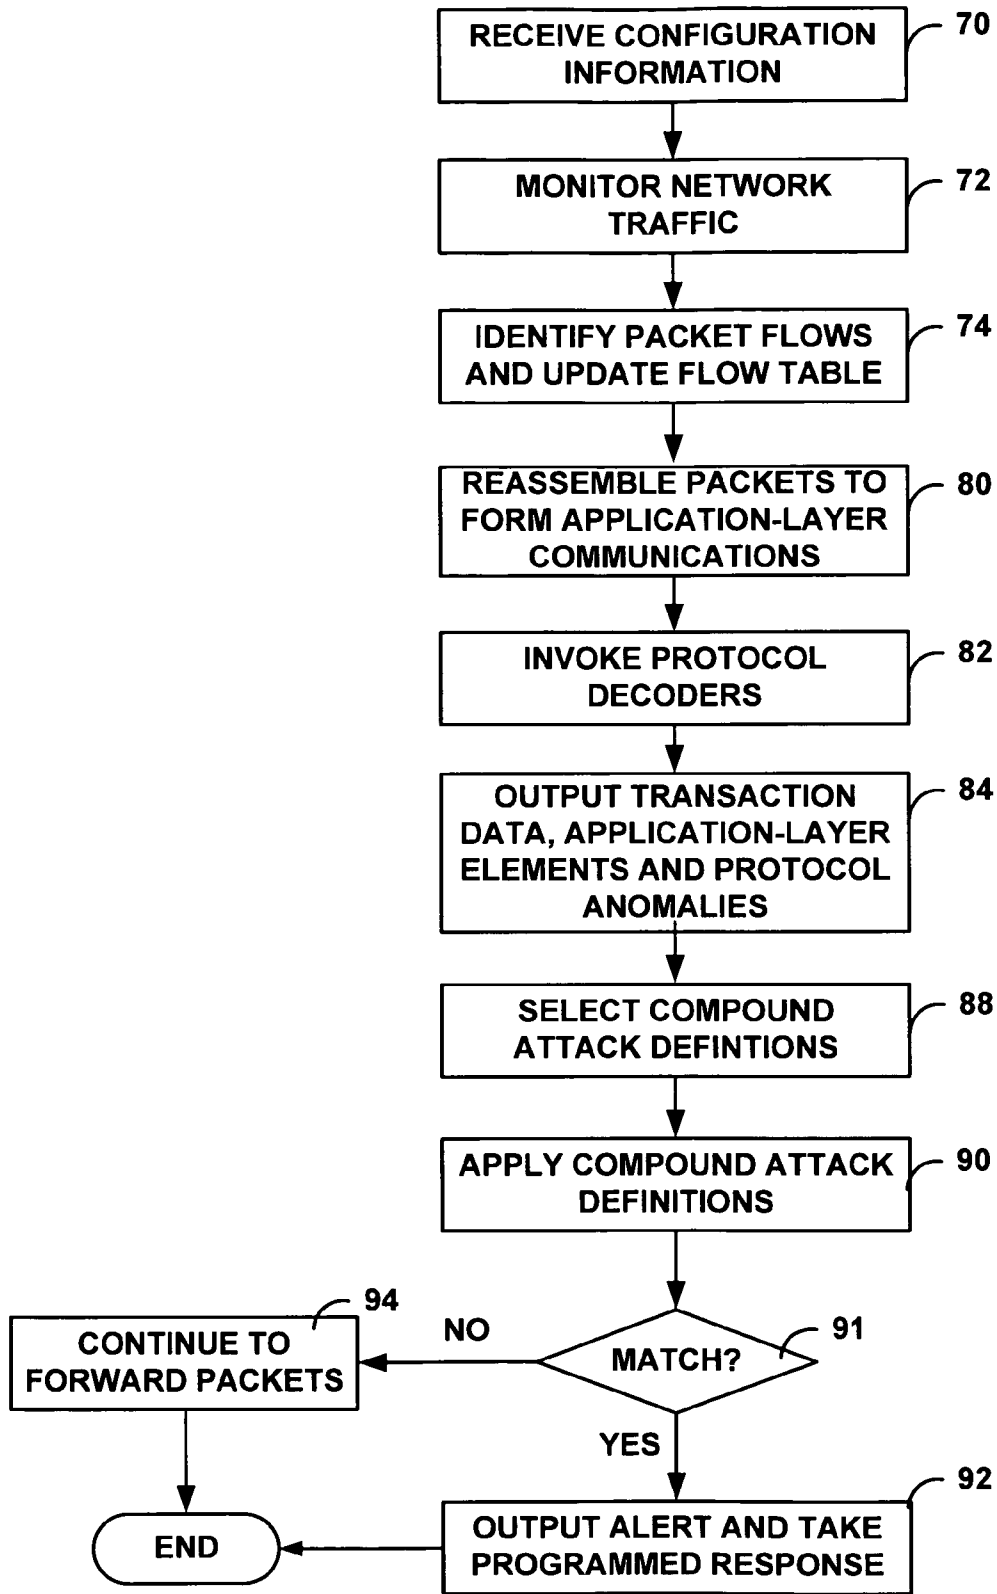 RECEIVE CONFIGURATION
INFORMATION
70
MONITOR NETWORK
TRAFFIC
72
IDENTIFY PACKET FLOWS
AND UPDATE FLOW TABLE
74
REASSEMBLE PACKETS TO
FORM APPLICATION-LAYER
COMMUNICATIONS
80
INVOKE PROTOCOL
DECODERS
82
OUTPUT TRANSACTION
DATA, APPLICATION-LAYER
ELEMENTS AND PROTOCOL
ANOMALIES
84
SELECT COMPOUND
ATTACK DEFINTIONS
88
APPLY COMPOUND ATTACK
DEFINITIONS
90
MATCH?
91
NO
CONTINUE TO
FORWARD PACKETS
94
YES
OUTPUT ALERT AND TAKE
PROGRAMMED RESPONSE
92
END